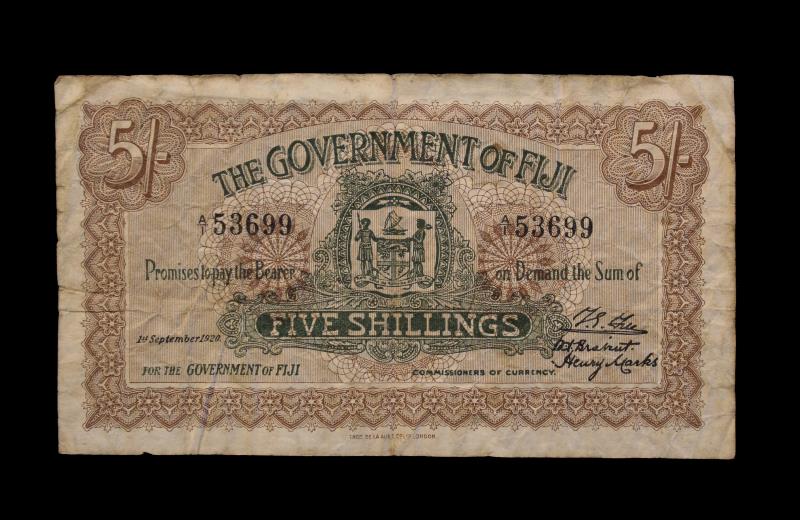 5/-
5/-
THE GOVERNMENT OF FIJI
A/1 53699
A/1 53699
Promises to pay the Bearer
on Demand the Sum of
FIVE SHILLINGS
1st September 1920.
FOR THE GOVERNMENT OF FIJI
COMMISSIONERS OF CURRENCY.
Henry Marks
LONDON